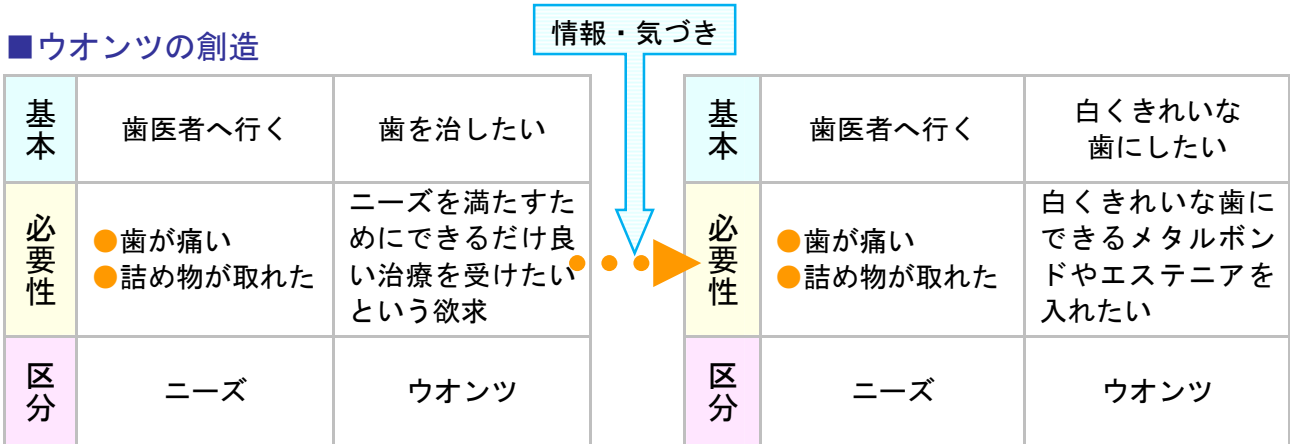 ■ウオンツの創造
情報・気づき
基本
歯医者へ行く
歯を治したい
必要性
●歯が痛い
●詰め物が取れた
ニーズを満たすた
めにできるだけ良
い治療を受けたい
という欲求
区分
ニーズ
ウオンツ
基本
歯医者へ行く
白くきれいな
歯にしたい
必要性
●歯が痛い
●詰め物が取れた
白くきれいな歯に
できるメタルボン
ドやエステニアを
入れたい
区分
ニーズ
ウオンツ